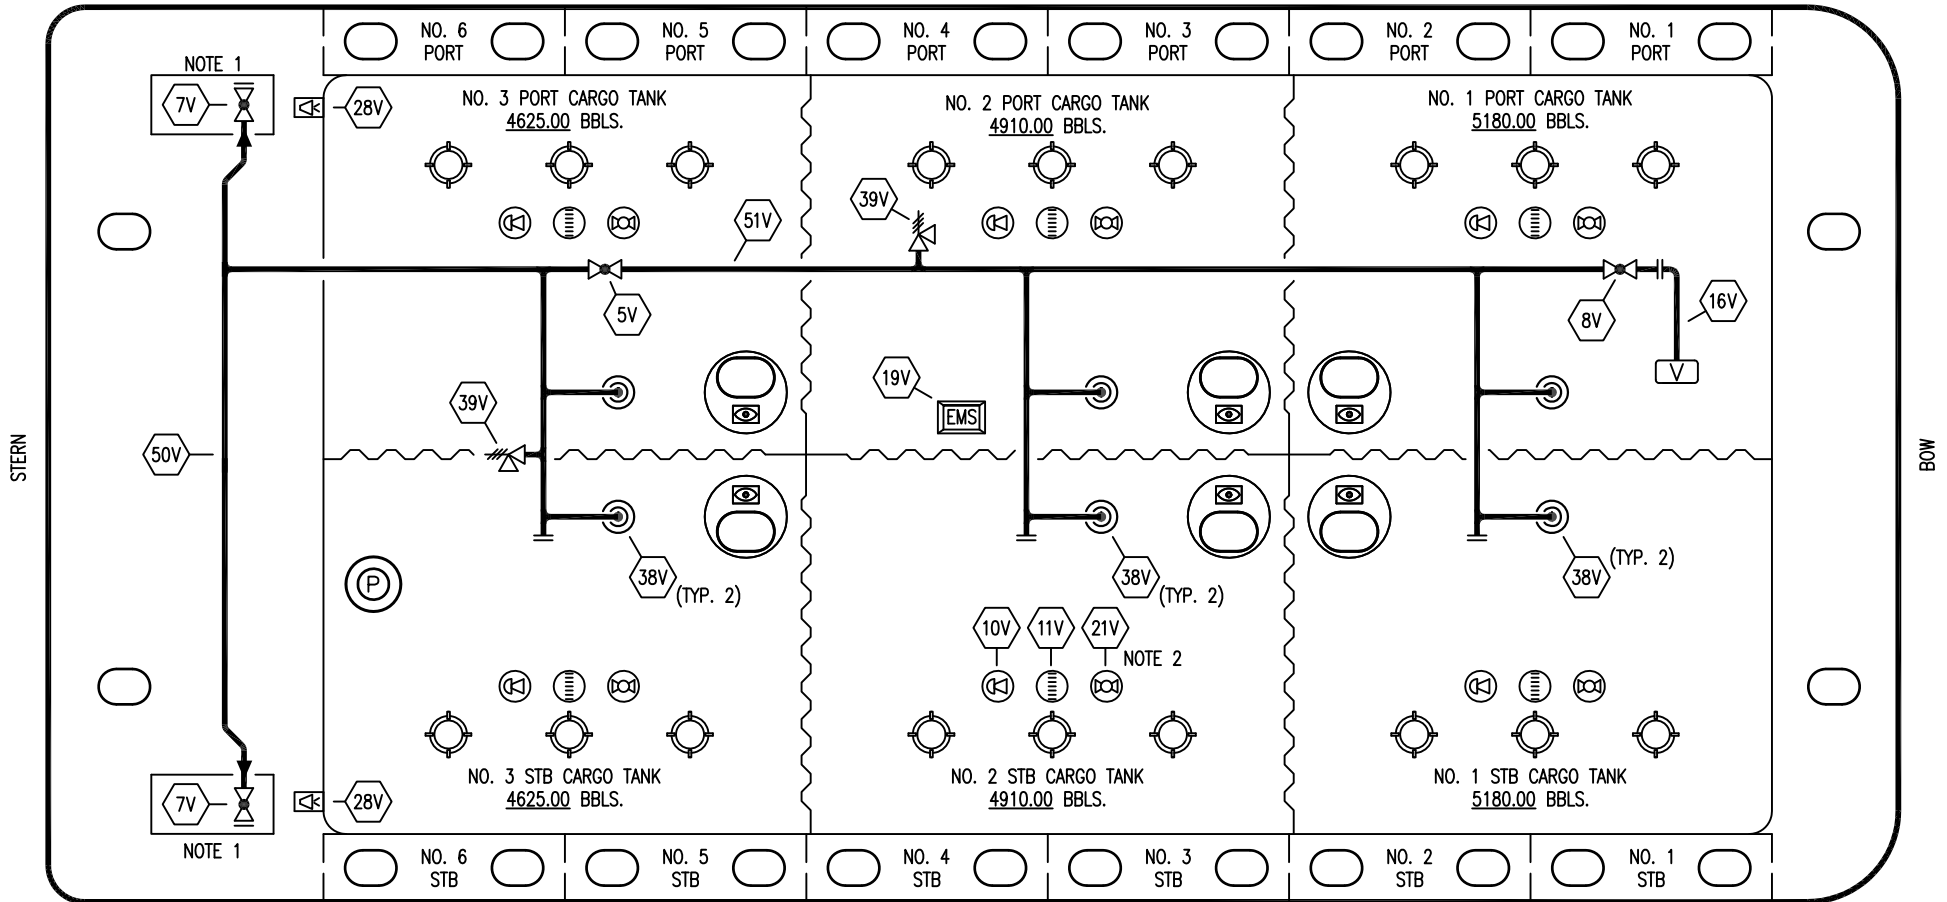 NO. 6
PORT
NO. 5
PORT
NO. 4
PORT
NO. 3
PORT
NO. 2
PORT
NO. 1
PORT
NOTE 1
7V
28V
NO. 3 PORT CARGO TANK
4625.00 BBLS.
NO. 2 PORT CARGO TANK
4910.00 BBLS.
NO. 1 PORT CARGO TANK
5180.00 BBLS.
39V
51V
5V
8V
16V
V
19V
EMS
39V
50V
STERN
BOW
P
38V
(TYP. 2)
38V
(TYP. 2)
38V
(TYP. 2)
10V
11V
21V
NOTE 2
NO. 3 STB CARGO TANK
4625.00 BBLS.
NO. 2 STB CARGO TANK
4910.00 BBLS.
NO. 1 STB CARGO TANK
5180.00 BBLS.
7V
28V
NOTE 1
NO. 6
STB
NO. 5
STB
NO. 4
STB
NO. 3
STB
NO. 2
STB
NO. 1
STB